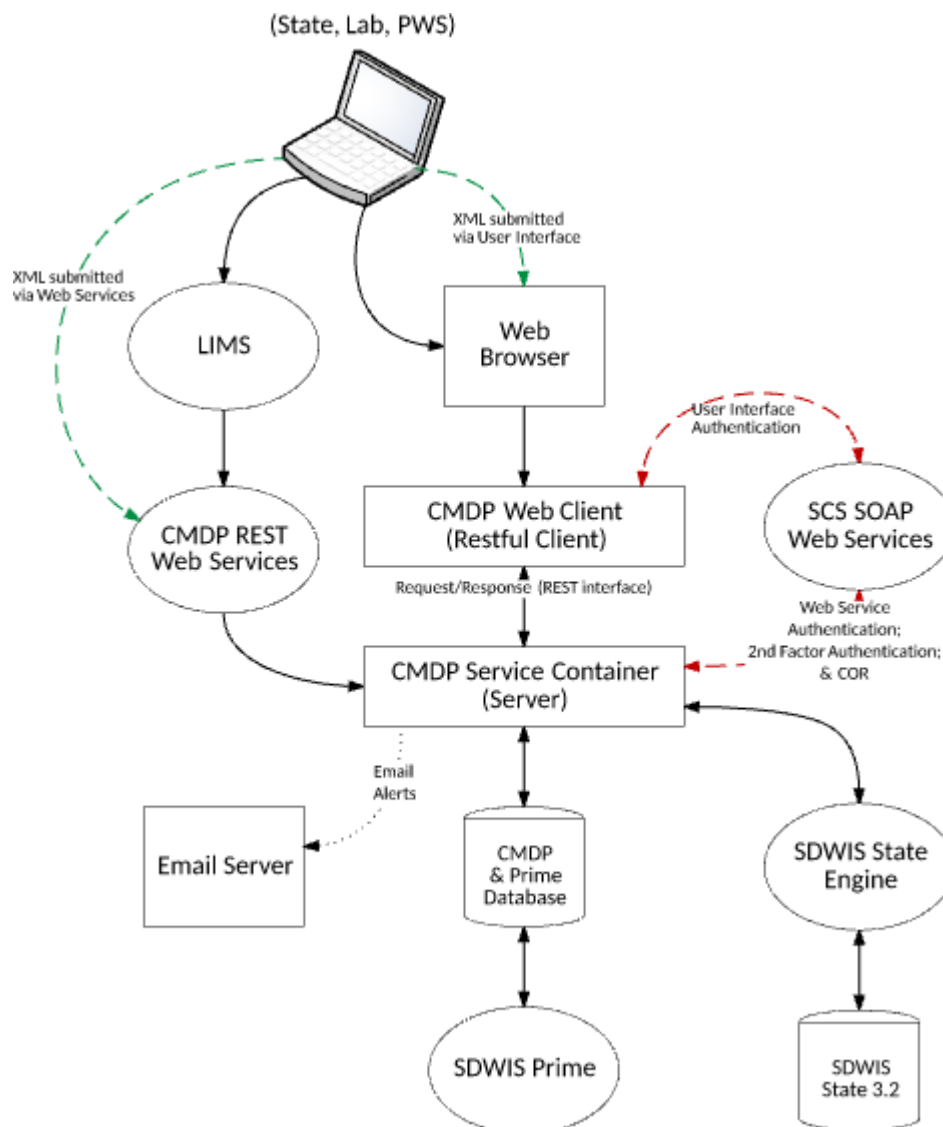 (State, Lab, PWS)
XML submitted
via User Interface
XML submitted
via Web Services
LIMS
Web
Browser
User Interface
Authentication
CMDP REST
Web Services
CMDP Web Client
(Restful Client)
SCS SOAP
Web Services
Request/Response (REST interface)
Web Service
Authentication;
2nd Factor Authentication;
& COR
CMDP Service Container
(Server)
Email
Alerts
Email Server
CMDP
& Prime
Database
SDWIS State
Engine
SDWIS Prime
SDWIS
State 3.2